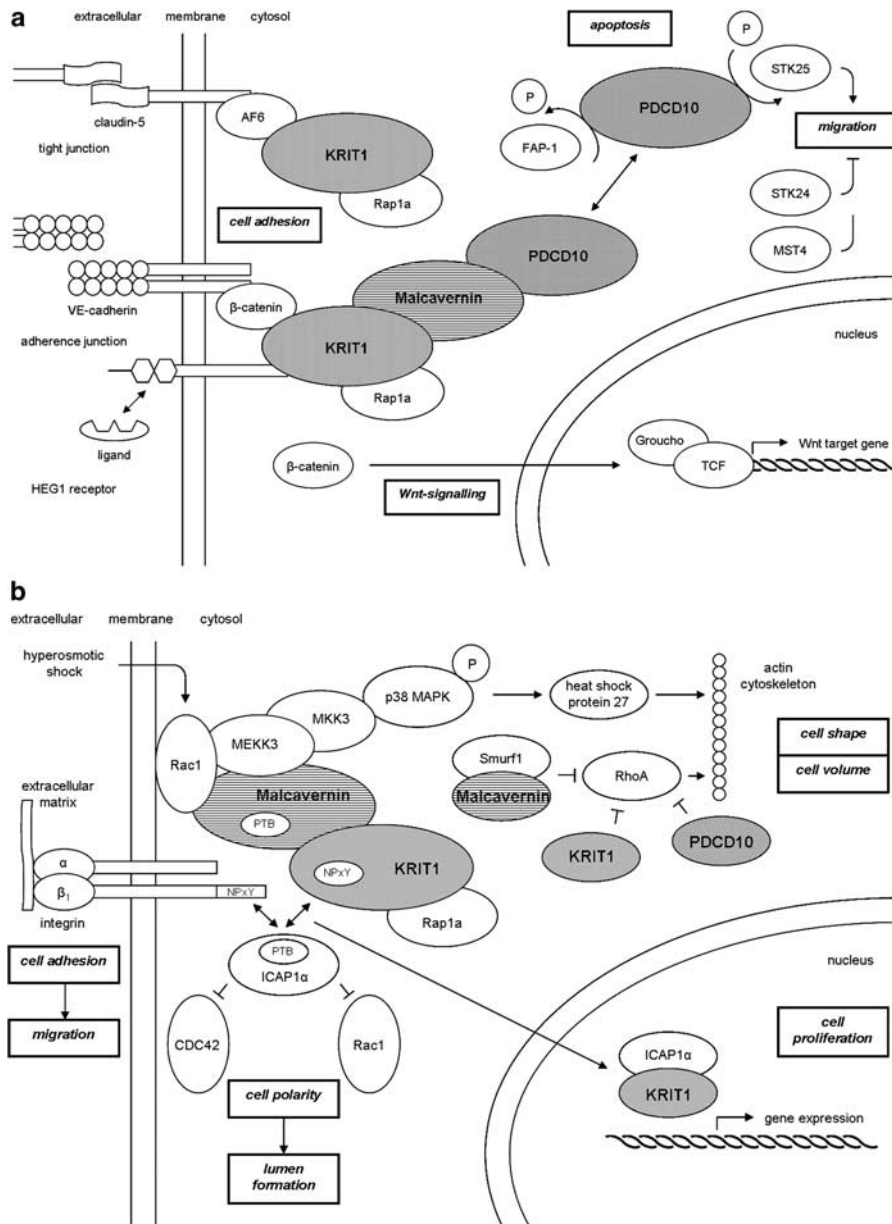 a
extracellular membrane cytosol
apoptosis
P
STK25
PDCD10
P
FAP-1
migration
claudin-5
AF6
tight junction
KRIT1
Rap1a
cell adhesion
STK24
MST4
PDCD10
Malcavernin
VE-cadherin
β-catenin
adherence junction
KRIT1
Rap1a
nucleus
ligand
HEG1 receptor
β-catenin
Wnt-signalling
Groucho
TCF
Wnt target gene
b
extracellular membrane cytosol
hyperosmotic
shock
P
p38 MAPK
MKK3
MEKK3
Rac1
heat shock
protein 27
actin
cytoskeleton
cell shape
cell volume
Smurf1
Malcavernin
RhoA
KRIT1
PDCD10
extracellular
matrix
Malcavernin
PTB
α
β1
NPxY
integrin
NPxY
KRIT1
Rap1a
cell adhesion
migration
PTB
ICAP1α
CDC42
Rac1
cell polarity
lumen
formation
nucleus
cell
proliferation
ICAP1α
KRIT1
gene expression